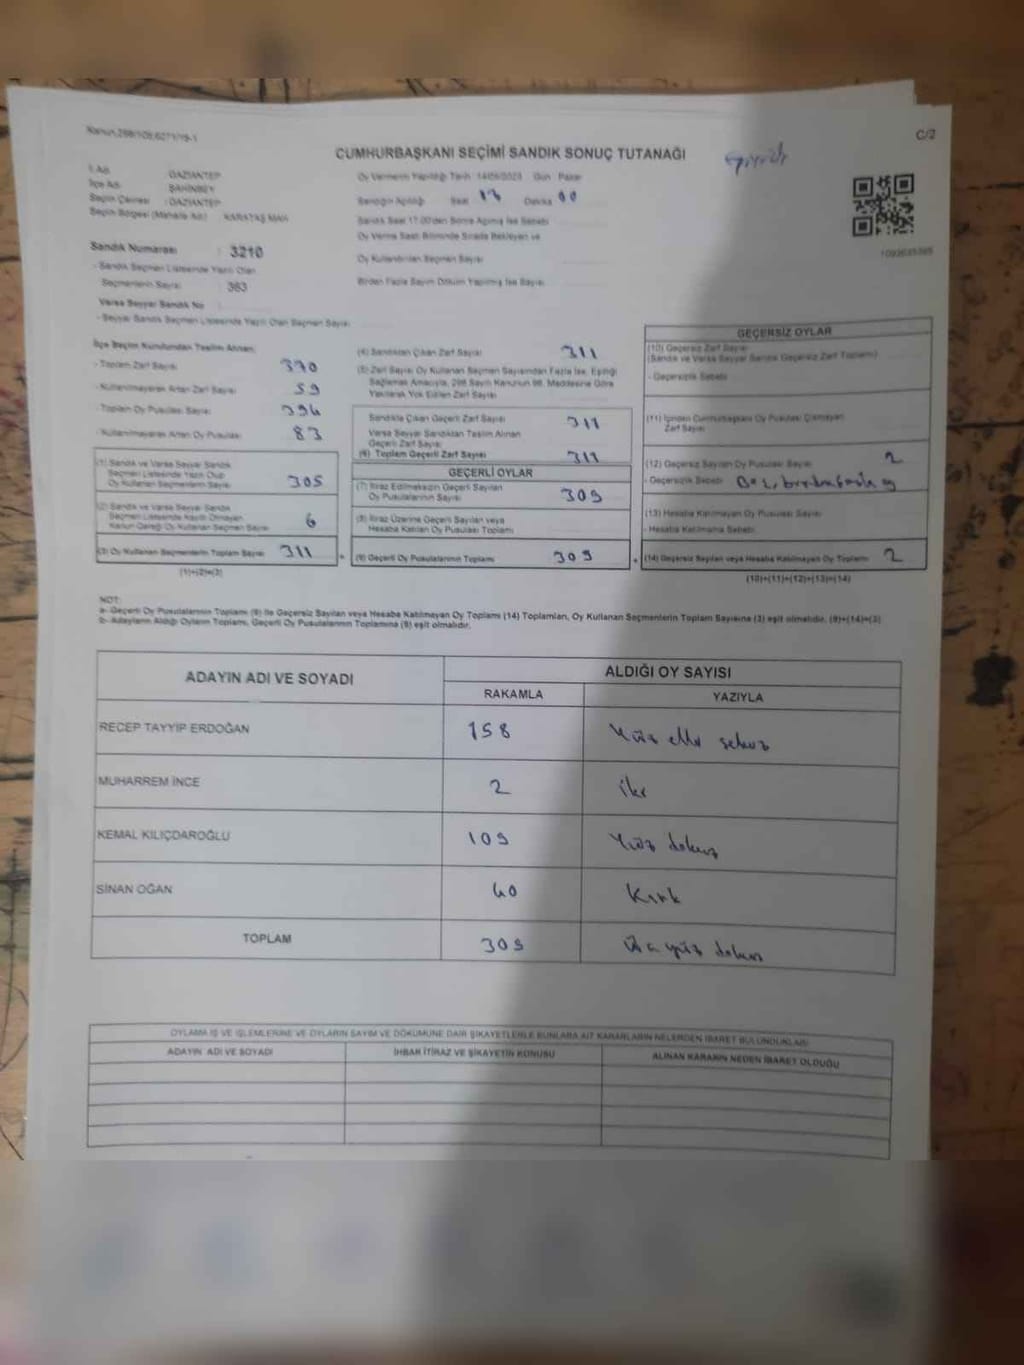 Kanun:298/105;6271/19-1
C/2
CUMHURBAŞKANI SEÇİMİ SANDIK SONUÇ TUTANAĞI
İl Adı : GAZİANTEP
İlçe Adı : ŞAHİNBEY
Seçim Çevresi : GAZİANTEP
Seçim Bölgesi (Mahalle Adı) : KARATAŞ MAH.
Oy Vermenin Yapıldığı Tarih 14/05/2023 Gün Pazar
Sandığın Açıldığı Saat 17 Dakika 00
Sandık Saat 17:00'den Sonra Açılmış İse Sebebi
Oy Verme Saati Bitiminde Sırada Bekleyen ve
Oy Kullandırılan Seçmen Sayısı
Birden Fazla Sayım Döküm Yapılmış İse Sayısı
Sandık Numarası : 3210
- Sandık Seçmen Listesinde Yazılı Olan
Seçmenlerin Sayısı : 363
Varsa Seyyar Sandık No
- Seyyar Sandık Seçmen Listesinde Yazılı Olan Seçmen Sayısı
İlçe Seçim Kurulundan Teslim Alınan:
- Toplam Zarf Sayısı 370
- Kullanılmayarak Artan Zarf Sayısı 59
- Toplam Oy Pusulası Sayısı 394
- Kullanılmayarak Artan Oy Pusulası 83
(1) Sandık ve Varsa Seyyar Sandık
Seçmen Listesinde Yazılı Olup
Oy Kullanan Seçmenlerin Sayısı 305
(2) Sandık ve Varsa Seyyar Sandık
Seçmen Listesinde Kayıtlı Olmayan
Kanun Gereği Oy Kullanan Seçmen Sayısı 6
(3) Oy Kullanan Seçmenlerin Toplam Sayısı 311
(1)+(2)=(3)
(4) Sandıktan Çıkan Zarf Sayısı 311
(5) Zarf Sayısı Oy Kullanan Seçmen Sayısından Fazla İse, Eşitliği
Sağlamak Amacıyla, 298 Sayılı Kanunun 98. Maddesine Göre
Yakılarak Yok Edilen Zarf Sayısı
Sandıkta Çıkan Geçerli Zarf Sayısı 311
Varsa Seyyar Sandıktan Teslim Alınan
Geçerli Zarf Sayısı
(6) Toplam Geçerli Zarf Sayısı 311
GEÇERLİ OYLAR
(7) İtiraz Edilmeksizin Geçerli Sayılan
Oy Pusulalarının Sayısı 309
(8) İtiraz Üzerine Geçerli Sayılan veya
Hesaba Katılan Oy Pusulası Toplamı
(9) Geçerli Oy Pusulalarının Toplamı 309
GEÇERSİZ OYLAR
(10) Geçersiz Zarf Sayısı
(Sandık ve Varsa Seyyar Sandık Geçersiz Zarf Toplamı)
- Geçersizlik Sebebi
(11) İçinden Cumhurbaşkanı Oy Pusulası Çıkmayan
Zarf Sayısı
(12) Geçersiz Sayılan Oy Pusulası Sayısı 2
- Geçersizlik Sebebi
(13) Hesaba Katılmayan Oy Pusulası Sayısı
- Hesaba Katılmama Sebebi
(14) Geçersiz Sayılan veya Hesaba Katılmayan Oy Toplamı 2
(10)+(11)+(12)+(13)=(14)
NOT:
a- Geçerli Oy Pusulalarının Toplamı (9) ile Geçersiz Sayılan veya Hesaba Katılmayan Oy Toplamı (14) Toplamları, Oy Kullanan Seçmenlerin Toplam Sayısına (3) eşit olmalıdır. (9)+(14)=(3)
b- Adayların Aldığı Oyların Toplamı, Geçerli Oy Pusulalarının Toplamına (9) eşit olmalıdır.
ADAYIN ADI VE SOYADI
ALDIĞI OY SAYISI
RAKAMLA YAZIYLA
RECEP TAYYİP ERDOĞAN 158 Yüz elli sekiz
MUHARREM İNCE 2 iki
KEMAL KILIÇDAROĞLU 109 Yüz dokuz
SİNAN OĞAN 40 Kırk
TOPLAM 309 Üç yüz dokuz
OYLAMA İŞ VE İŞLEMLERİNE VE OYLARIN SAYIM VE DÖKÜMÜNE DAİR ŞİKAYETLERLE BUNLARA AİT KARARLARIN NELERDEN İBARET BULUNDUKLARI
ADAYIN ADI VE SOYADI İHBAR İTİRAZ VE ŞİKAYETİN KONUSU ALINAN KARARIN NEDEN İBARET OLDUĞU